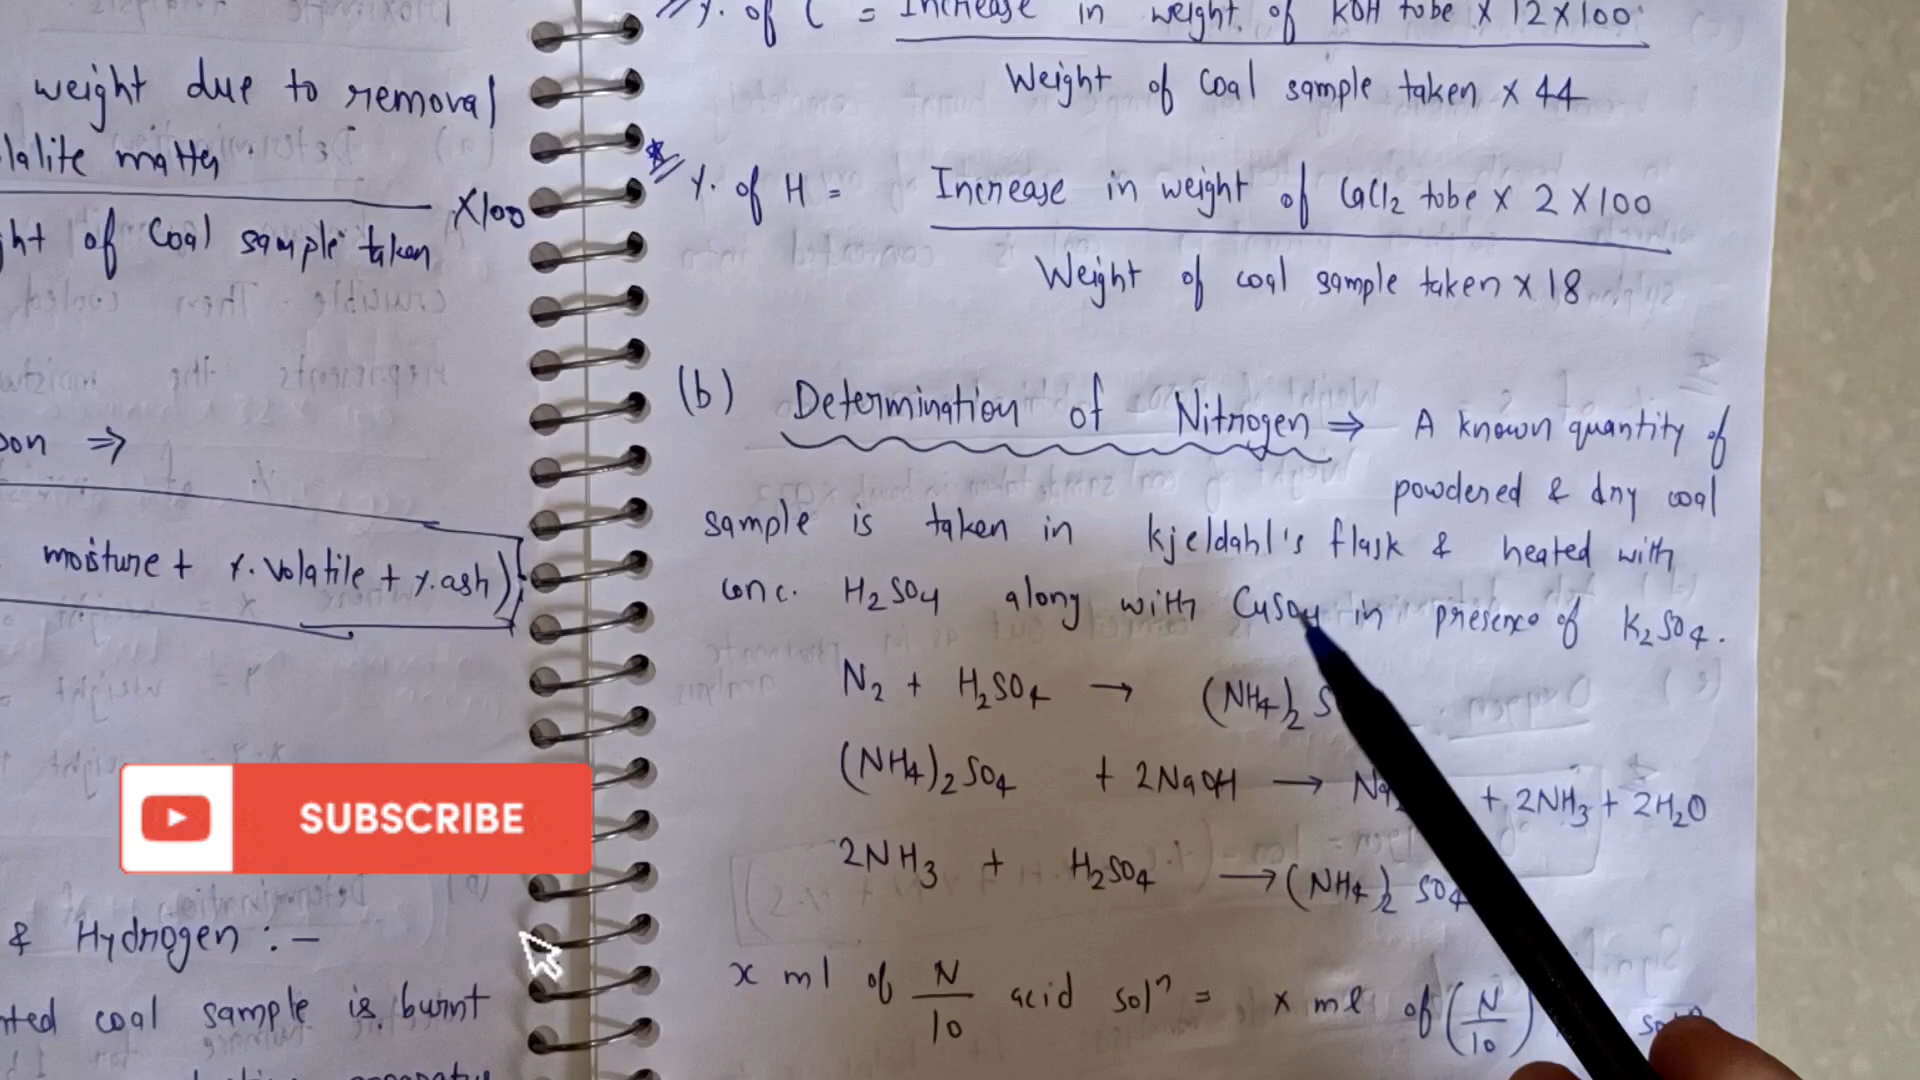 weight due to removal
matter
X100
ht of Coal sample taken
on ⇒
moisture + %.volatile + %.ash)}
& Hydrogen :-
ted coal sample is burnt
SUBSCRIBE
%. of C = Increase in weight of KOH tube X 12 X 100
Weight of Coal sample taken X 44
%. of H = Increase in weight of CaCl2 tube X 2 X 100
Weight of coal sample taken X 18
(b) Determination of Nitrogen ⇒ A known quantity of
powdered & dry coal
sample is taken in kjeldahl's flask & heated with
conc. H2SO4 along with CuSO4 in presence of K2SO4.
N2 + H2SO4 → (NH4)2 S
(NH4)2SO4 + 2NaOH → Na + 2NH3 + 2H2O
2NH3 + H2SO4 → (NH4)2 SO4
x ml of N/10 acid solⁿ = x ml of (N/10)